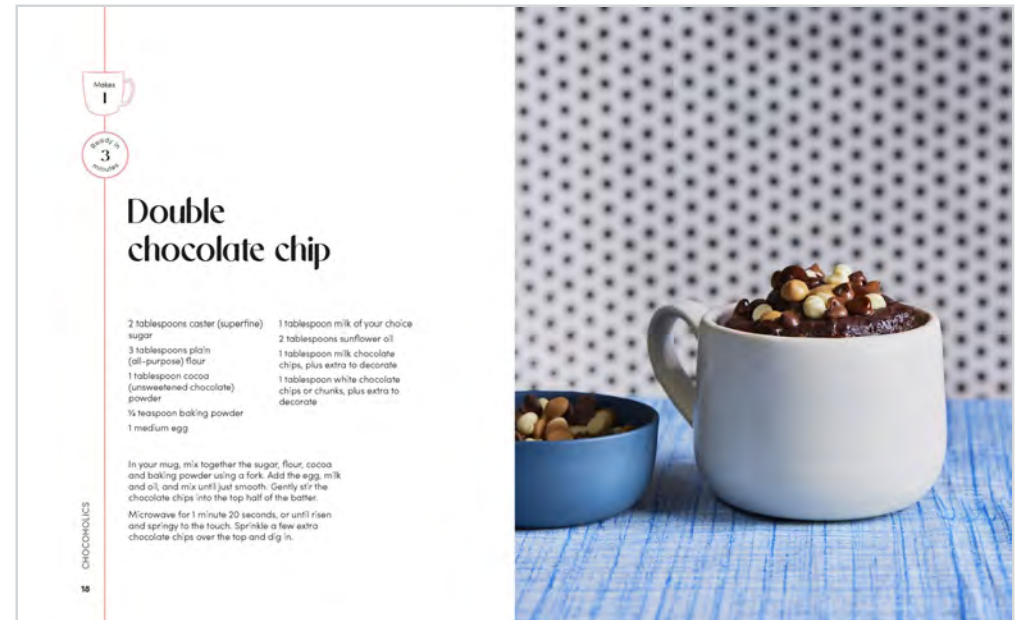 Makes
1
Ready in
3
minutes
Double
chocolate chip
2 tablespoons caster (superfine)
sugar
3 tablespoons plain
(all-purpose) flour
1 tablespoon cocoa
(unsweetened chocolate)
powder
¼ teaspoon baking powder
1 medium egg
1 tablespoon milk of your choice
2 tablespoons sunflower oil
1 tablespoon milk chocolate
chips, plus extra to decorate
1 tablespoon white chocolate
chips or chunks, plus extra to
decorate
In your mug, mix together the sugar, flour, cocoa
and baking powder using a fork. Add the egg, milk
and oil, and mix until just smooth. Gently stir the
chocolate chips into the top half of the batter.
Microwave for 1 minute 20 seconds, or until risen
and springy to the touch. Sprinkle a few extra
chocolate chips over the top and dig in.
CHOCOHOLICS
18